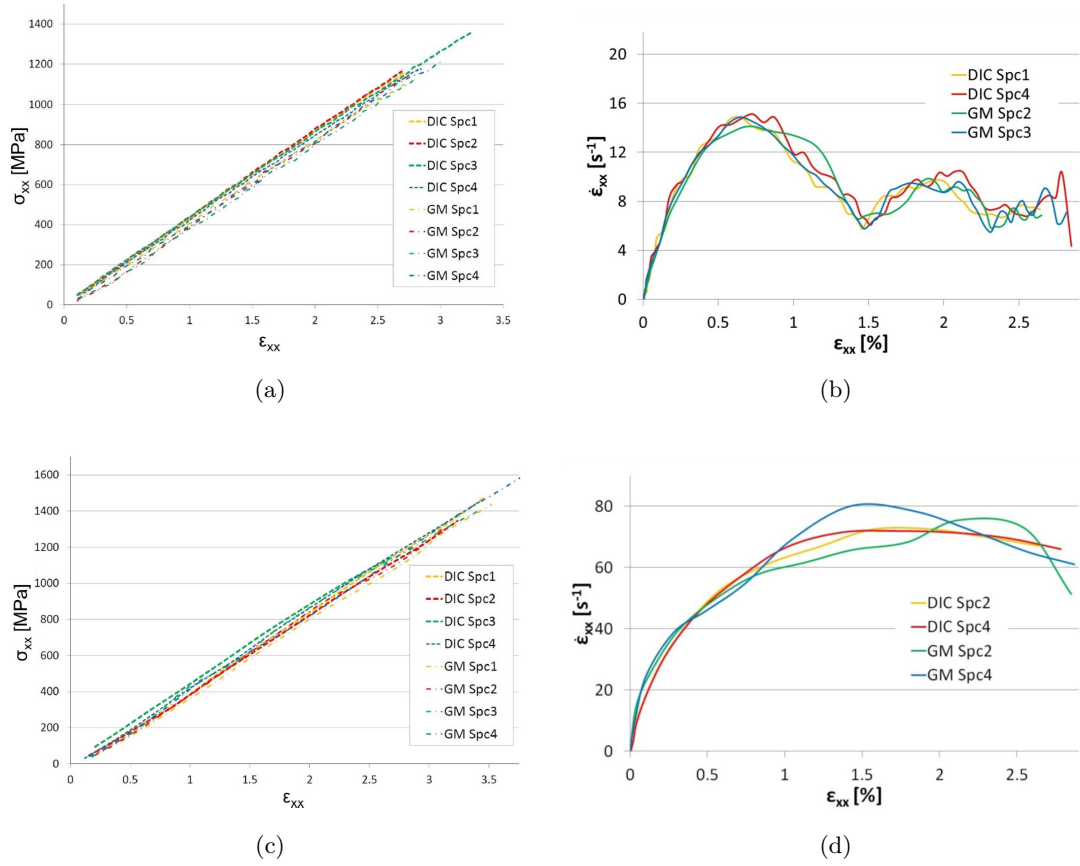 1400
1200
1000
800
600
400
200
0
σxx [MPa]
0 0.5 1 1.5 2 2.5 3 3.5
εxx
DIC Spc1
DIC Spc2
DIC Spc3
DIC Spc4
GM Spc1
GM Spc2
GM Spc3
GM Spc4
(a)
20
16
12
8
4
0
ε̇xx [s-1]
0 0.5 1 1.5 2 2.5
εxx [%]
DIC Spc1
DIC Spc4
GM Spc2
GM Spc3
(b)
1600
1400
1200
1000
800
600
400
200
0
σxx [MPa]
0 0.5 1 1.5 2 2.5 3 3.5
εxx
DIC Spc1
DIC Spc2
DIC Spc3
DIC Spc4
GM Spc1
GM Spc2
GM Spc3
GM Spc4
(c)
80
60
40
20
0
ε̇xx [s-1]
0 0.5 1 1.5 2 2.5
εxx [%]
DIC Spc2
DIC Spc4
GM Spc2
GM Spc4
(d)